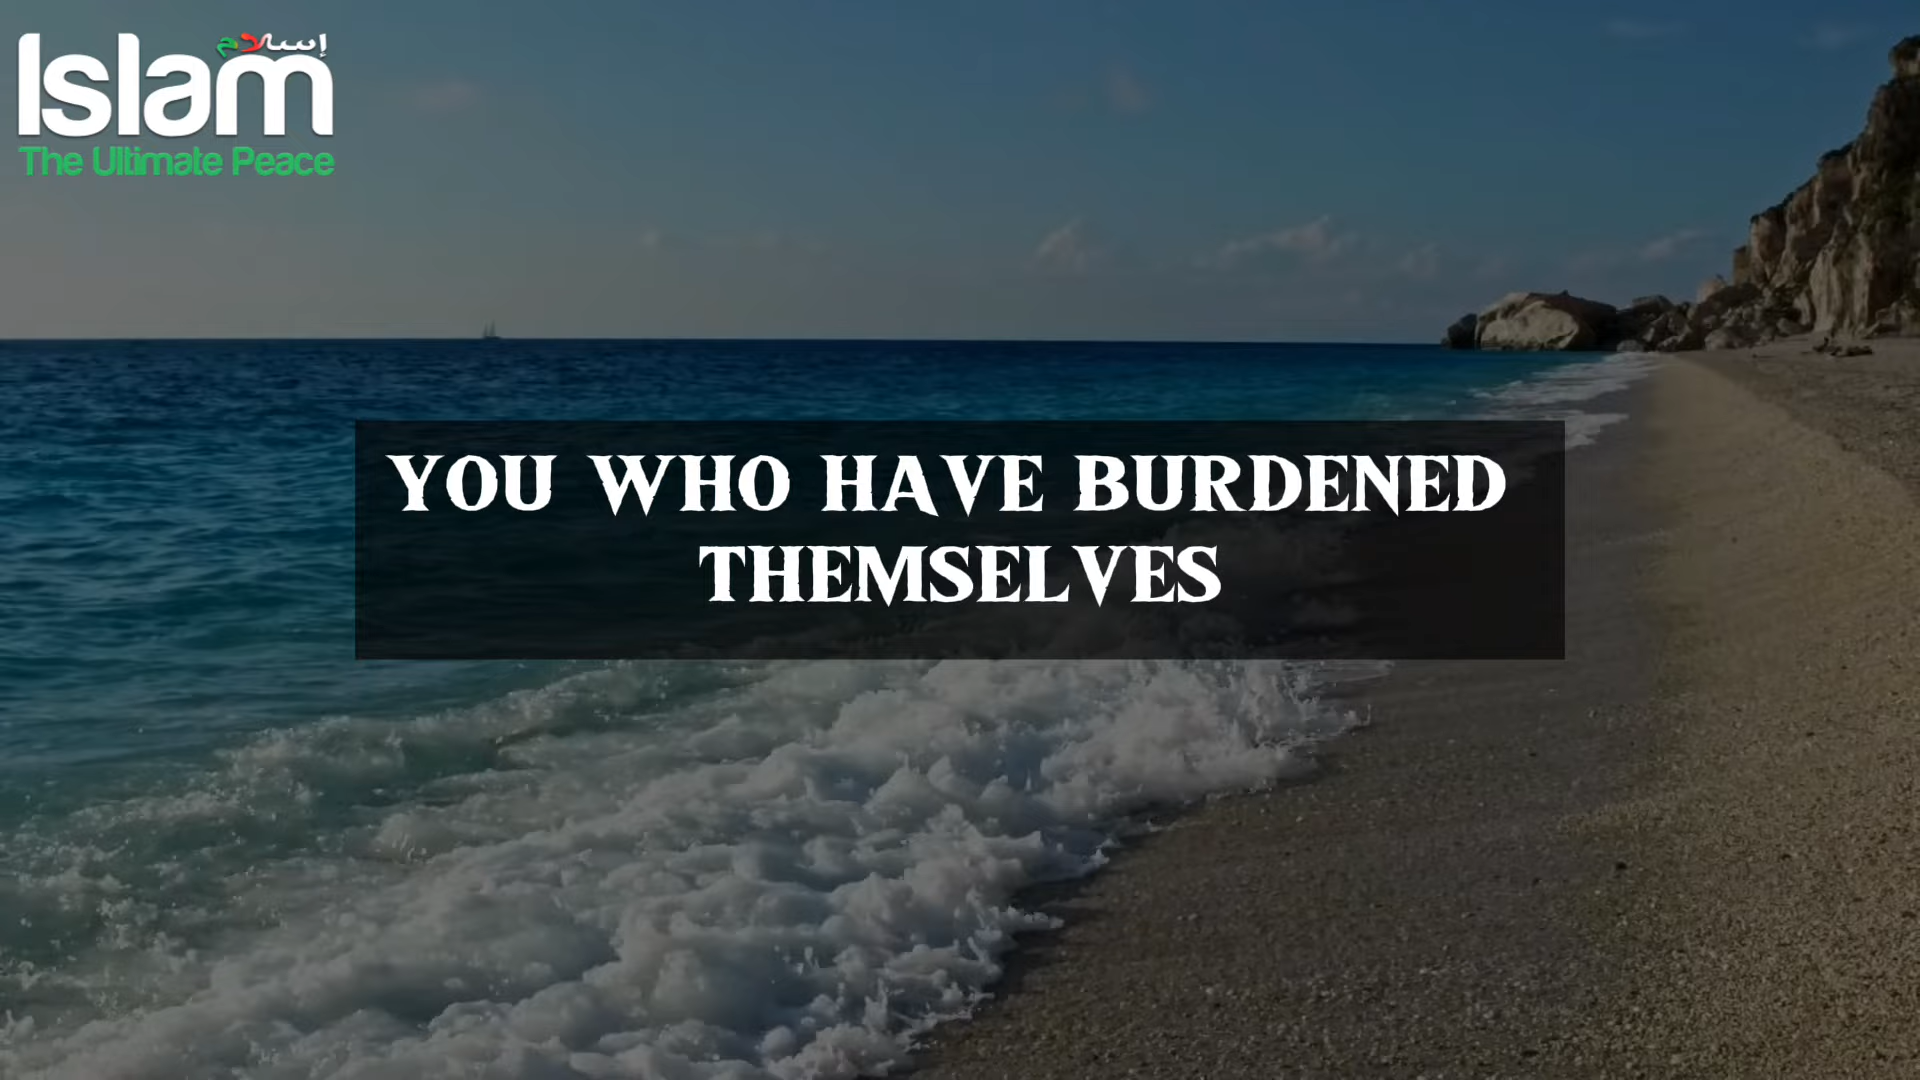 إسلام
Islam
The Ultimate Peace
YOU WHO HAVE BURDENED
THEMSELVES